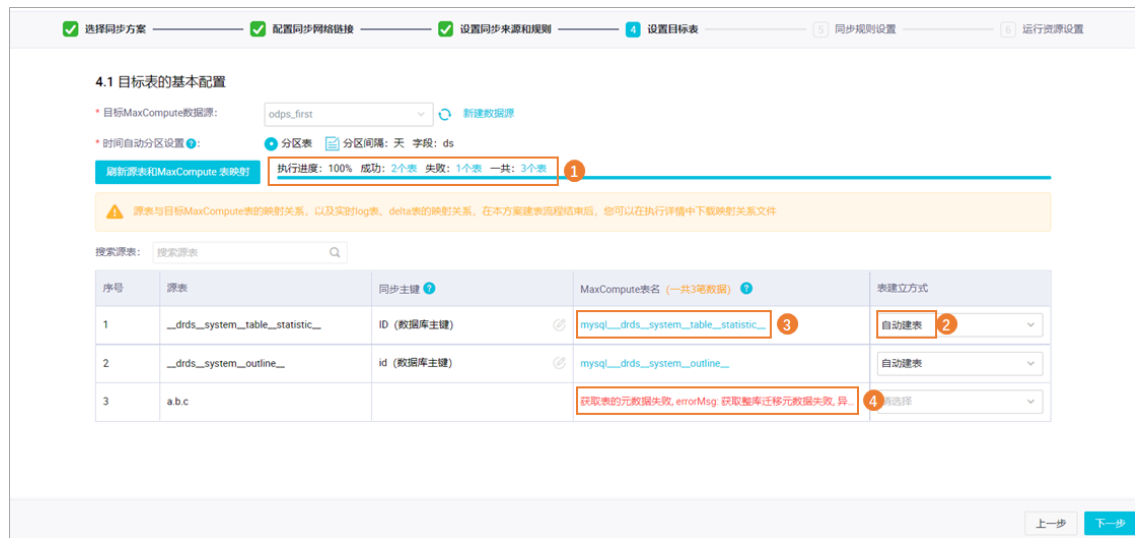 选择同步方案 配置同步网络链接 设置同步来源和规则 4 设置目标表 5 同步规则设置 6 运行资源设置
4.1 目标表的基本配置
* 目标MaxCompute数据源: odps_first 新建数据源
* 时间自动分区设置 ?: 分区表 分区间隔: 天 字段: ds
刷新源表和MaxCompute 表映射 执行进度: 100% 成功: 2个表 失败: 1个表 一共: 3个表 1
源表与目标MaxCompute表的映射关系, 以及实时log表、delta表的映射关系, 在本方案建表流程结束后, 您可以在执行详情中下载映射关系文件
搜索源表: 搜索源表
序号 源表 同步主键 ? MaxCompute表名 (一共3笔数据) ? 表建立方式
1 __drds__system__table__statistic__ ID (数据库主键) mysql___drds__system__table__statistic__ 3 自动建表 2
2 __drds__system__outline__ id (数据库主键) mysql___drds__system__outline__ 自动建表
3 a.b.c 获取表的元数据失败, errorMsg: 获取整库迁移元数据失败, 异... 4 请选择
上一步 下一步